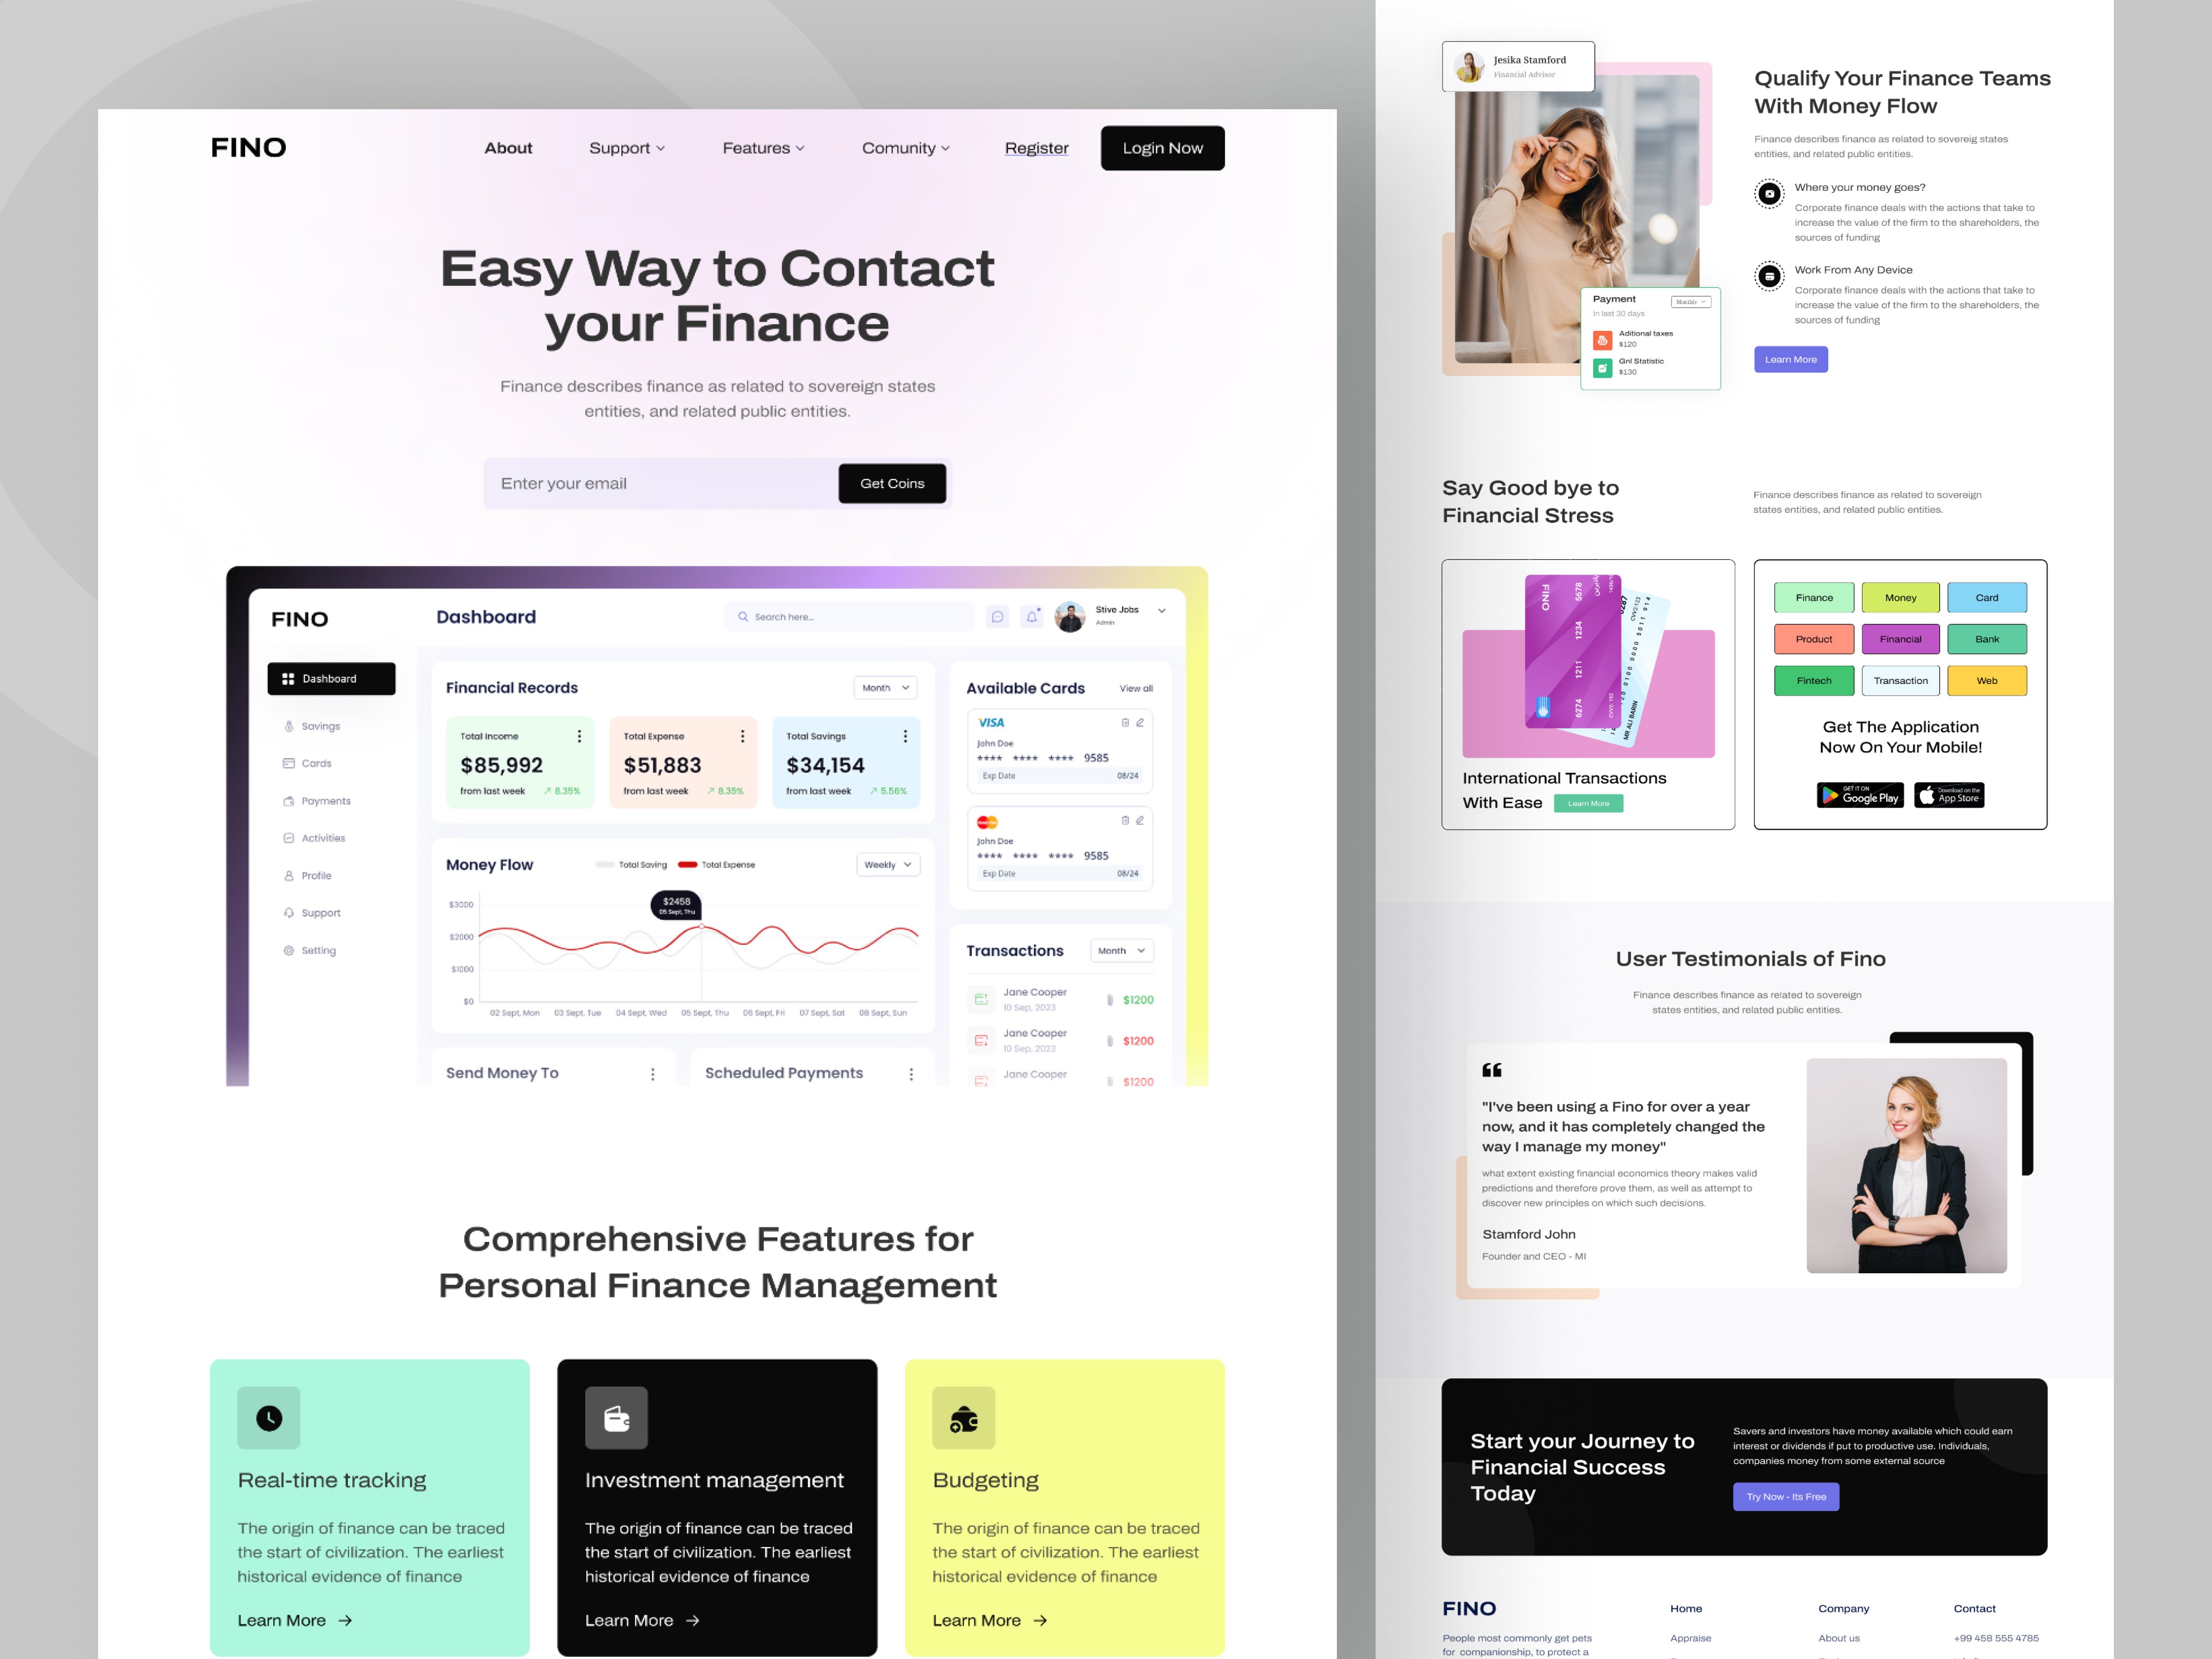 FINO
About
Support
Features
Comunity
Register
Login Now
Easy Way to Contact
your Finance
Finance describes finance as related to sovereign states
entities, and related public entities.
Enter your email
Get Coins
FINO
Dashboard
Search here...
Stive Jobs
Admin
Dashboard
Savings
Cards
Payments
Activities
Profile
Support
Setting
Financial Records
Month
Total Income
$85,992
from last week
8.35%
Total Expense
$51,883
from last week
8.35%
Total Savings
$34,154
from last week
5.56%
Money Flow
Total Saving
Total Expense
Weekly
$3000
$2000
$1000
$0
$2458
05 Sept, Thu
02 Sept, Mon
03 Sept, Tue
04 Sept, Wed
05 Sept, Thu
06 Sept, Fri
07 Sept, Sat
08 Sept, Sun
Send Money To
Scheduled Payments
Available Cards
View all
VISA
John Doe
**** **** **** 9585
Exp Date
08/24
John Doe
**** **** **** 9585
Exp Date
08/24
Transactions
Month
Jane Cooper
10 Sep, 2023
$1200
Jane Cooper
10 Sep, 2023
$1200
Jane Cooper
$1200
Comprehensive Features for
Personal Finance Management
Real-time tracking
The origin of finance can be traced
the start of civilization. The earliest
historical evidence of finance
Learn More
Investment management
The origin of finance can be traced
the start of civilization. The earliest
historical evidence of finance
Learn More
Budgeting
The origin of finance can be traced
the start of civilization. The earliest
historical evidence of finance
Learn More
Jesika Stamford
Financial Advisor
Payment
Monthly
In last 30 days
Aditional taxes
$120
Gnl Statistic
$130
Qualify Your Finance Teams
With Money Flow
Finance describes finance as related to sovereig states
entities, and related public entities.
Where your money goes?
Corporate finance deals with the actions that take to
increase the value of the firm to the shareholders, the
sources of funding
Work From Any Device
Corporate finance deals with the actions that take to
increase the value of the firm to the shareholders, the
sources of funding
Learn More
Say Good bye to
Financial Stress
Finance describes finance as related to sovereign
states entities, and related public entities.
FINO
6274 1211 1234 5678
MR ALI BARIN
International Transactions
With Ease
Learn More
Finance
Money
Card
Product
Financial
Bank
Fintech
Transaction
Web
Get The Application
Now On Your Mobile!
GET IT ON
Google Play
Download on the
App Store
User Testimonials of Fino
Finance describes finance as related to sovereign
states entities, and related public entities.
"I've been using a Fino for over a year
now, and it has completely changed the
way I manage my money"
what extent existing financial economics theory makes valid
predictions and therefore prove them, as well as attempt to
discover new principles on which such decisions.
Stamford John
Founder and CEO - MI
Start your Journey to
Financial Success
Today
Savers and investors have money available which could earn
interest or dividends if put to productive use. Individuals,
companies money from some external source
Try Now - Its Free
FINO
People most commonly get pets
for companionship, to protect a
Home
Appraise
Company
About us
Contact
+99 458 555 4785